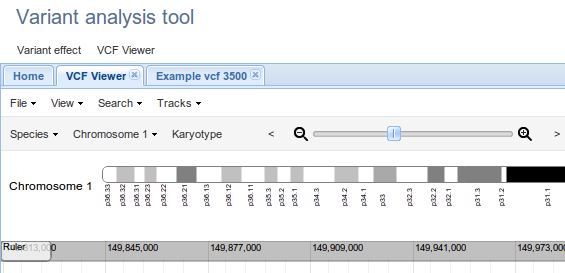 Variant analysis tool
Variant effect VCF Viewer
Home VCF Viewer Example vcf 3500
File View Search Tracks
Species Chromosome 1 Karyotype < >
Chromosome 1
p36.33 p36.32 p36.31 p36.23 p36.22 p36.21 p36.13 p36.12 p36.11 p35.3 p35.2 p35.1 p34.3 p34.2 p34.1 p33 p32.3 p32.2 p32.1 p31.3 p31.2 p31.1
Ruler 149,845,000 149,877,000 149,909,000 149,941,000 149,973,000